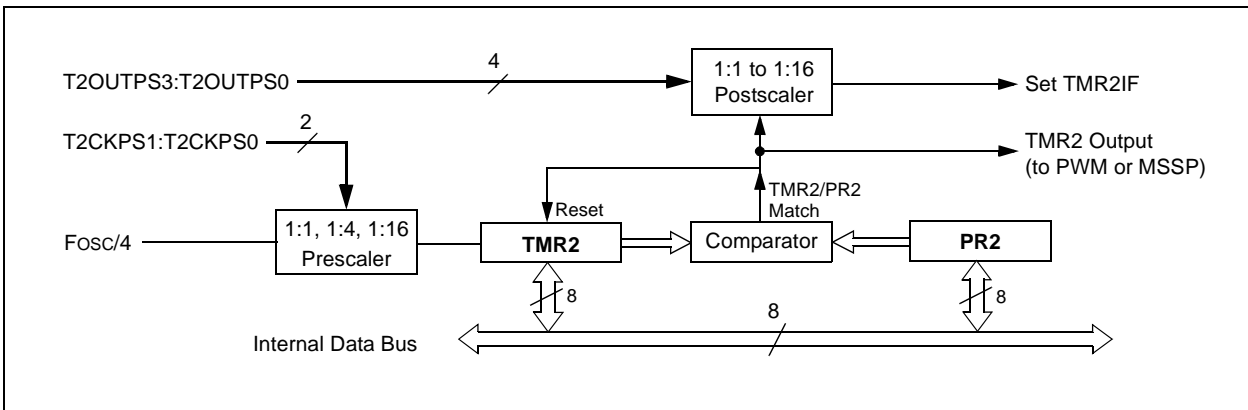 T2OUTPS3:T2OUTPS0
4
1:1 to 1:16
Postscaler
Set TMR2IF
T2CKPS1:T2CKPS0
2
TMR2 Output
(to PWM or MSSP)
TMR2/PR2
Match
Reset
FOSC/4
1:1, 1:4, 1:16
Prescaler
TMR2
Comparator
PR2
8
8
8
Internal Data Bus